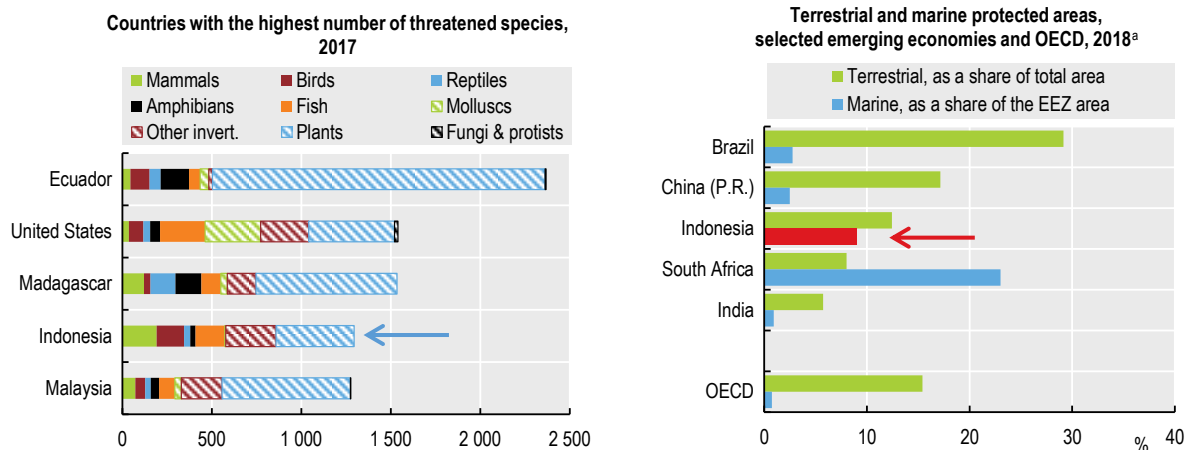 Countries with the highest number of threatened species,
2017
Mammals
Birds
Reptiles
Amphibians
Fish
Molluscs
Other invert.
Plants
Fungi & protists
Ecuador
United States
Madagascar
Indonesia
Malaysia
0
500
1 000
1 500
2 000
2 500
Terrestrial and marine protected areas,
selected emerging economies and OECD, 2018ᵃ
Terrestrial, as a share of total area
Marine, as a share of the EEZ area
Brazil
China (P.R.)
Indonesia
South Africa
India
OECD
0
10
20
30
40
%